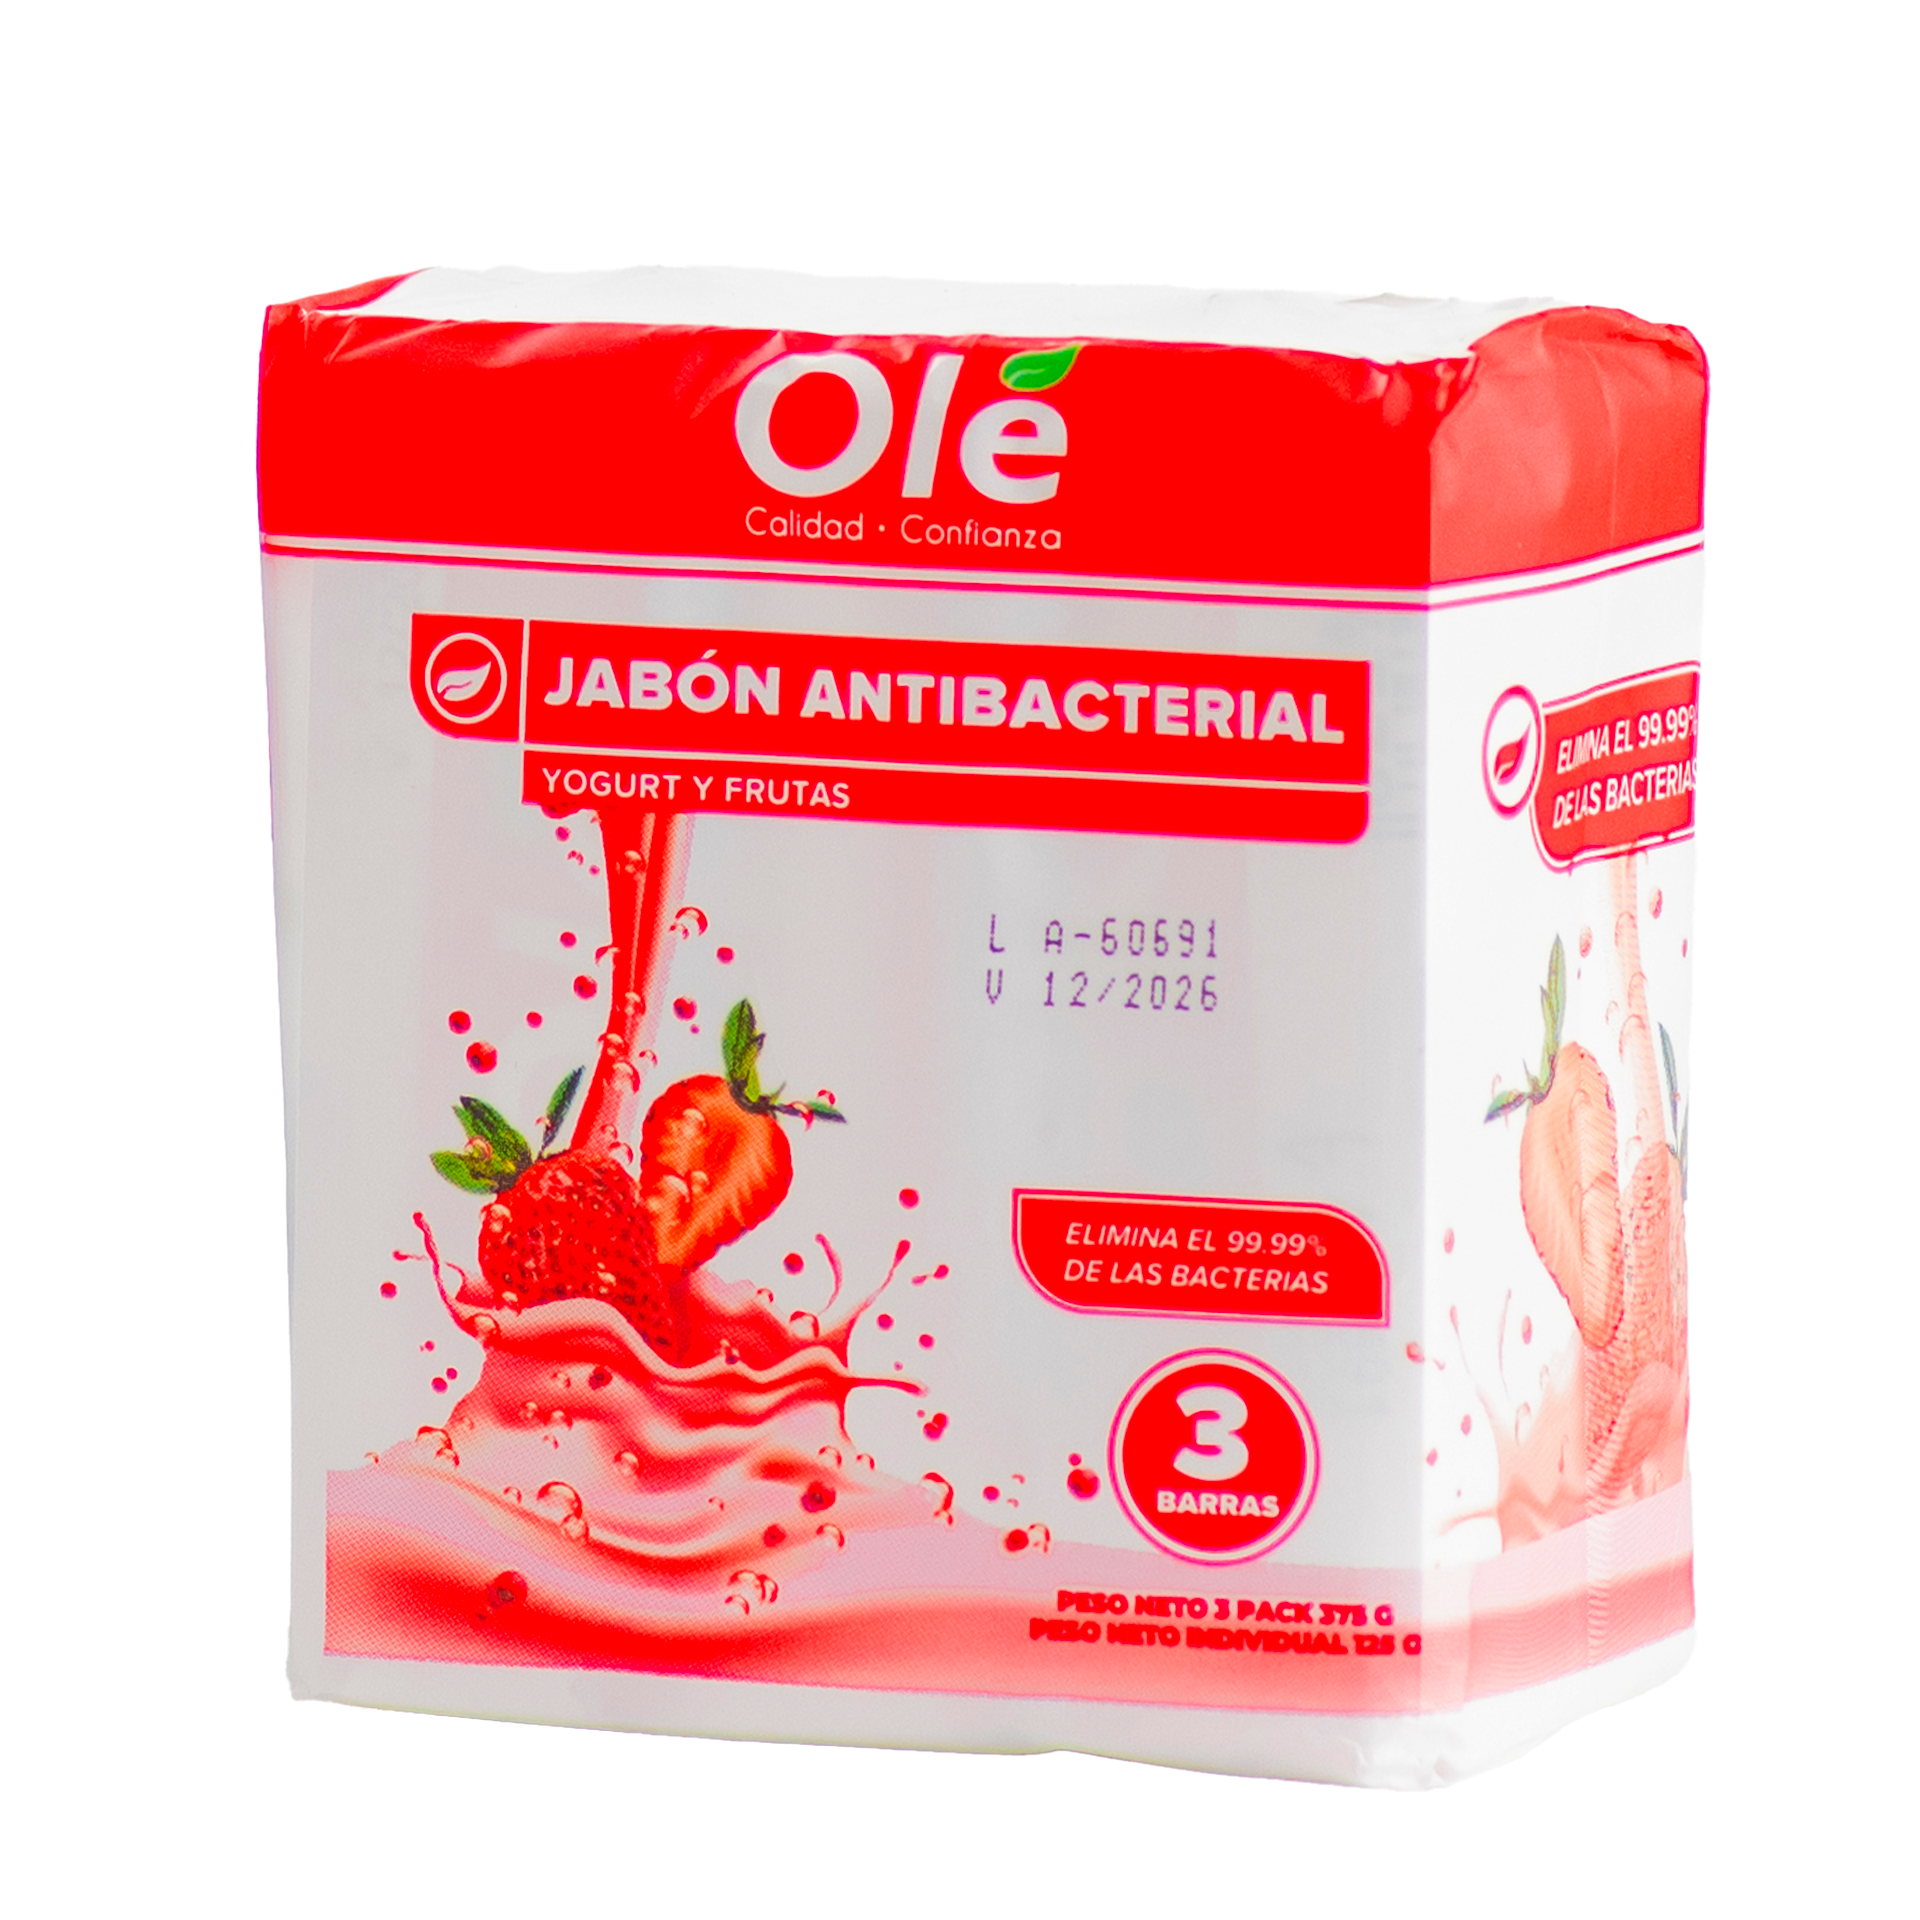 Olé
Calidad • Confianza
JABÓN ANTIBACTERIAL
YOGURT Y FRUTAS
L A-60691
V 12/2026
ELIMINA EL 99.99%
DE LAS BACTERIAS
3
BARRAS
PESO NETO 3 PACK 375 G
PESO NETO INDIVIDUAL 125 G
ELIMINA EL 99.99%
DE LAS BACTERIAS